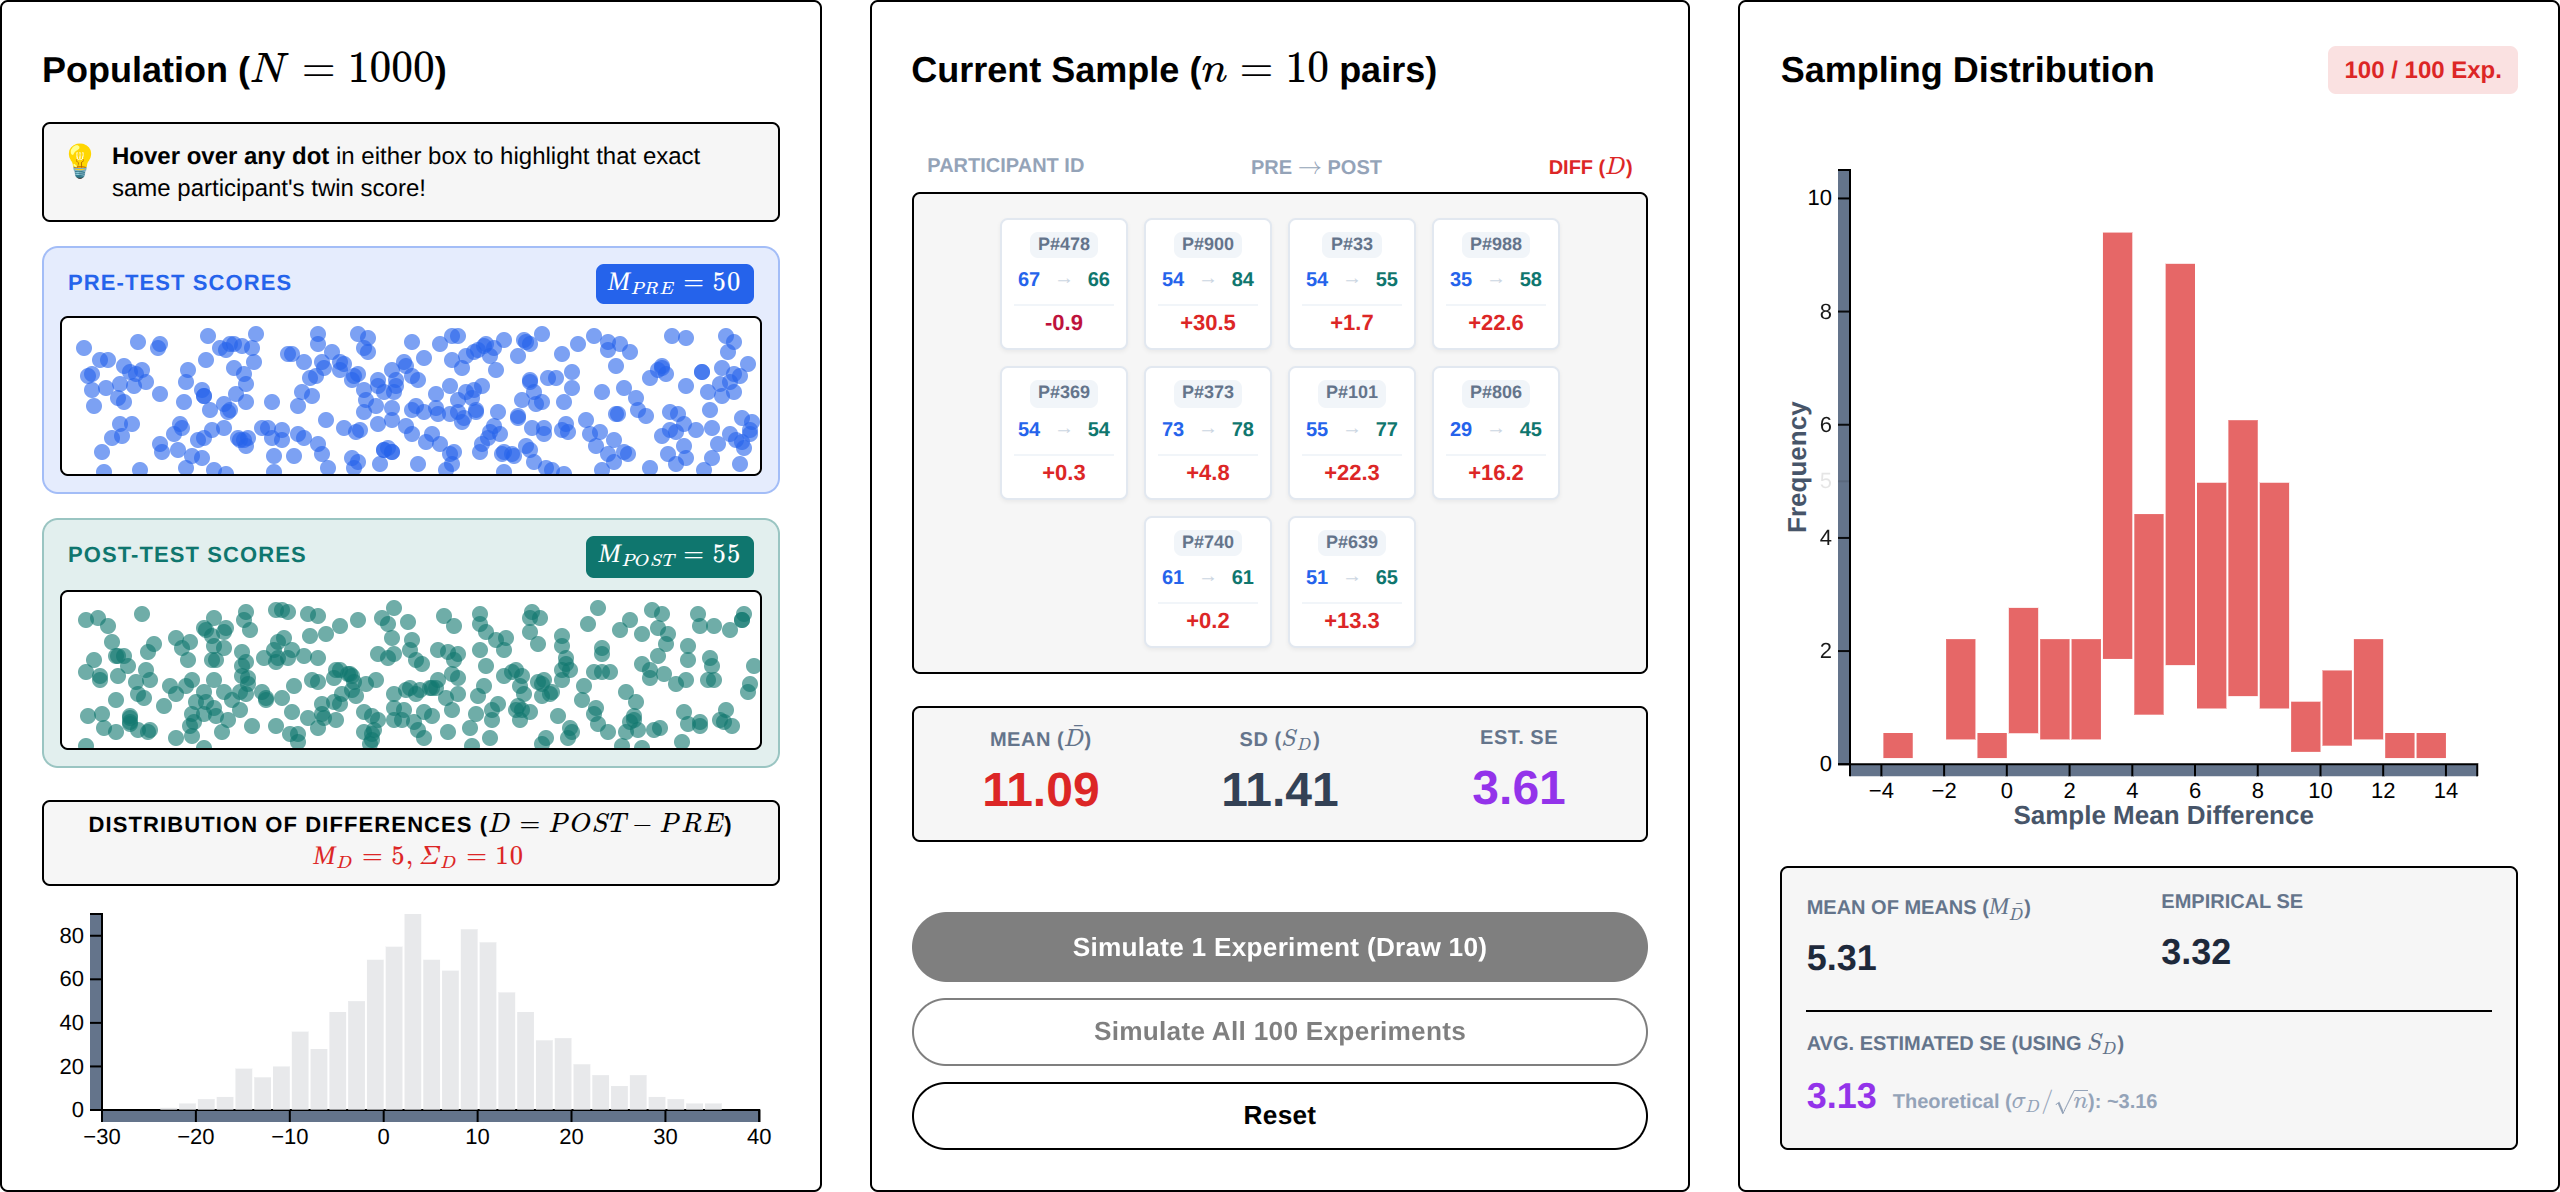 Population (N = 1000)
💡 Hover over any dot in either box to highlight that exact
same participant's twin score!
PRE-TEST SCORES
M_PRE = 50
POST-TEST SCORES
M_POST = 55
DISTRIBUTION OF DIFFERENCES (D = POST − PRE)
M_D = 5, Σ_D = 10
80
60
40
20
0
−30 −20 −10 0 10 20 30 40
Current Sample (n = 10 pairs)
PARTICIPANT ID PRE → POST DIFF (D)
P#478 P#900 P#33 P#988
67 → 66 54 → 84 54 → 55 35 → 58
-0.9 +30.5 +1.7 +22.6
P#369 P#373 P#101 P#806
54 → 54 73 → 78 55 → 77 29 → 45
+0.3 +4.8 +22.3 +16.2
P#740 P#639
61 → 61 51 → 65
+0.2 +13.3
MEAN (D̄) SD (S_D) EST. SE
11.09 11.41 3.61
Simulate 1 Experiment (Draw 10)
Simulate All 100 Experiments
Reset
Sampling Distribution
100 / 100 Exp.
Frequency
10
8
6
5
4
2
0
−4 −2 0 2 4 6 8 10 12 14
Sample Mean Difference
MEAN OF MEANS (M_D̄) EMPIRICAL SE
5.31 3.32
AVG. ESTIMATED SE (USING S_D)
3.13 Theoretical (σ_D/√n): ~3.16